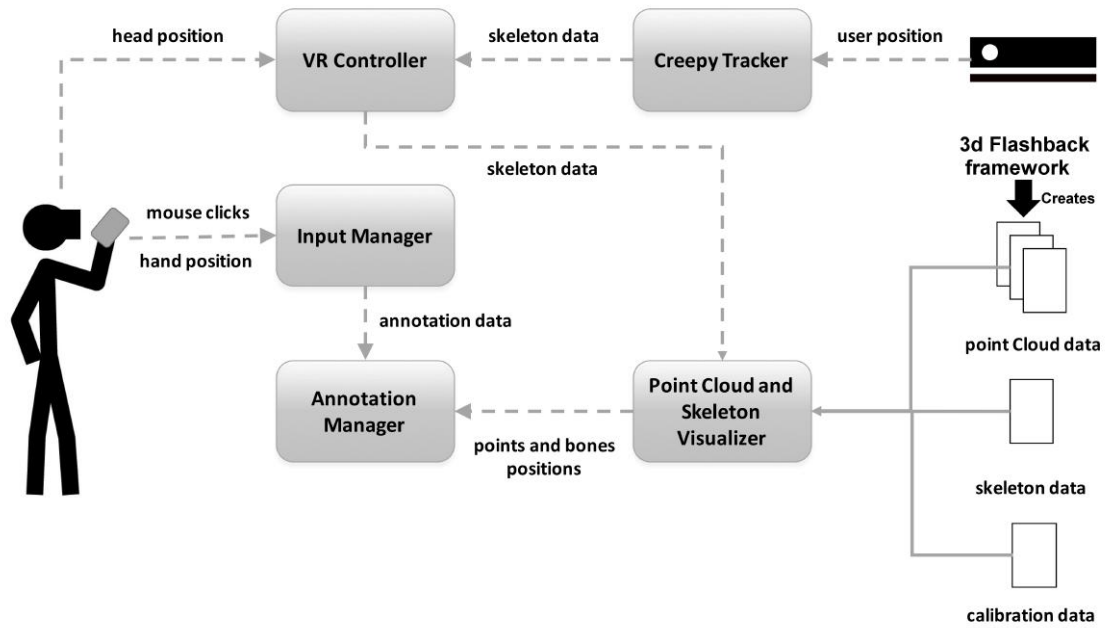 head position
VR Controller
skeleton data
Creepy Tracker
user position
skeleton data
3d Flashback
framework
Creates
mouse clicks
hand position
Input Manager
annotation data
point Cloud data
Annotation
Manager
points and bones
positions
Point Cloud and
Skeleton
Visualizer
skeleton data
calibration data